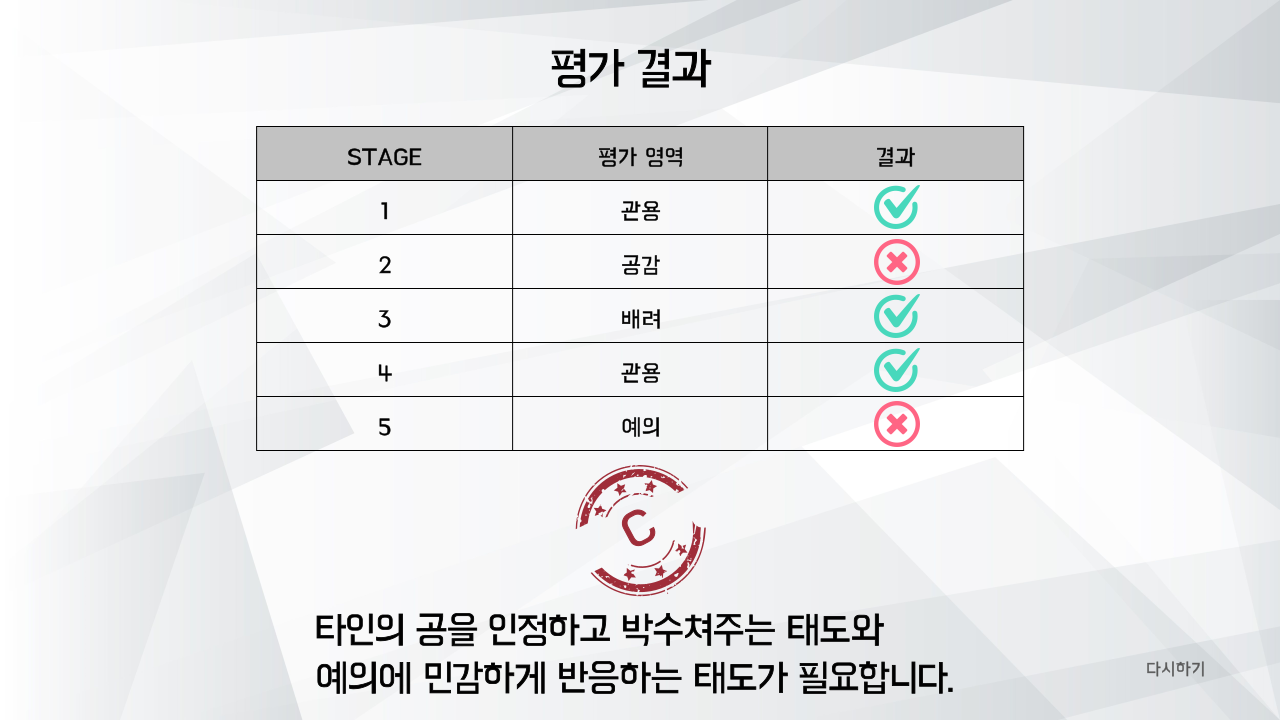 평가 결과
STAGE 평가 영역 결과
1 관용
2 공감
3 배려
4 관용
5 예의
C
타인의 공을 인정하고 박수쳐주는 태도와
예의에 민감하게 반응하는 태도가 필요합니다.
다시하기